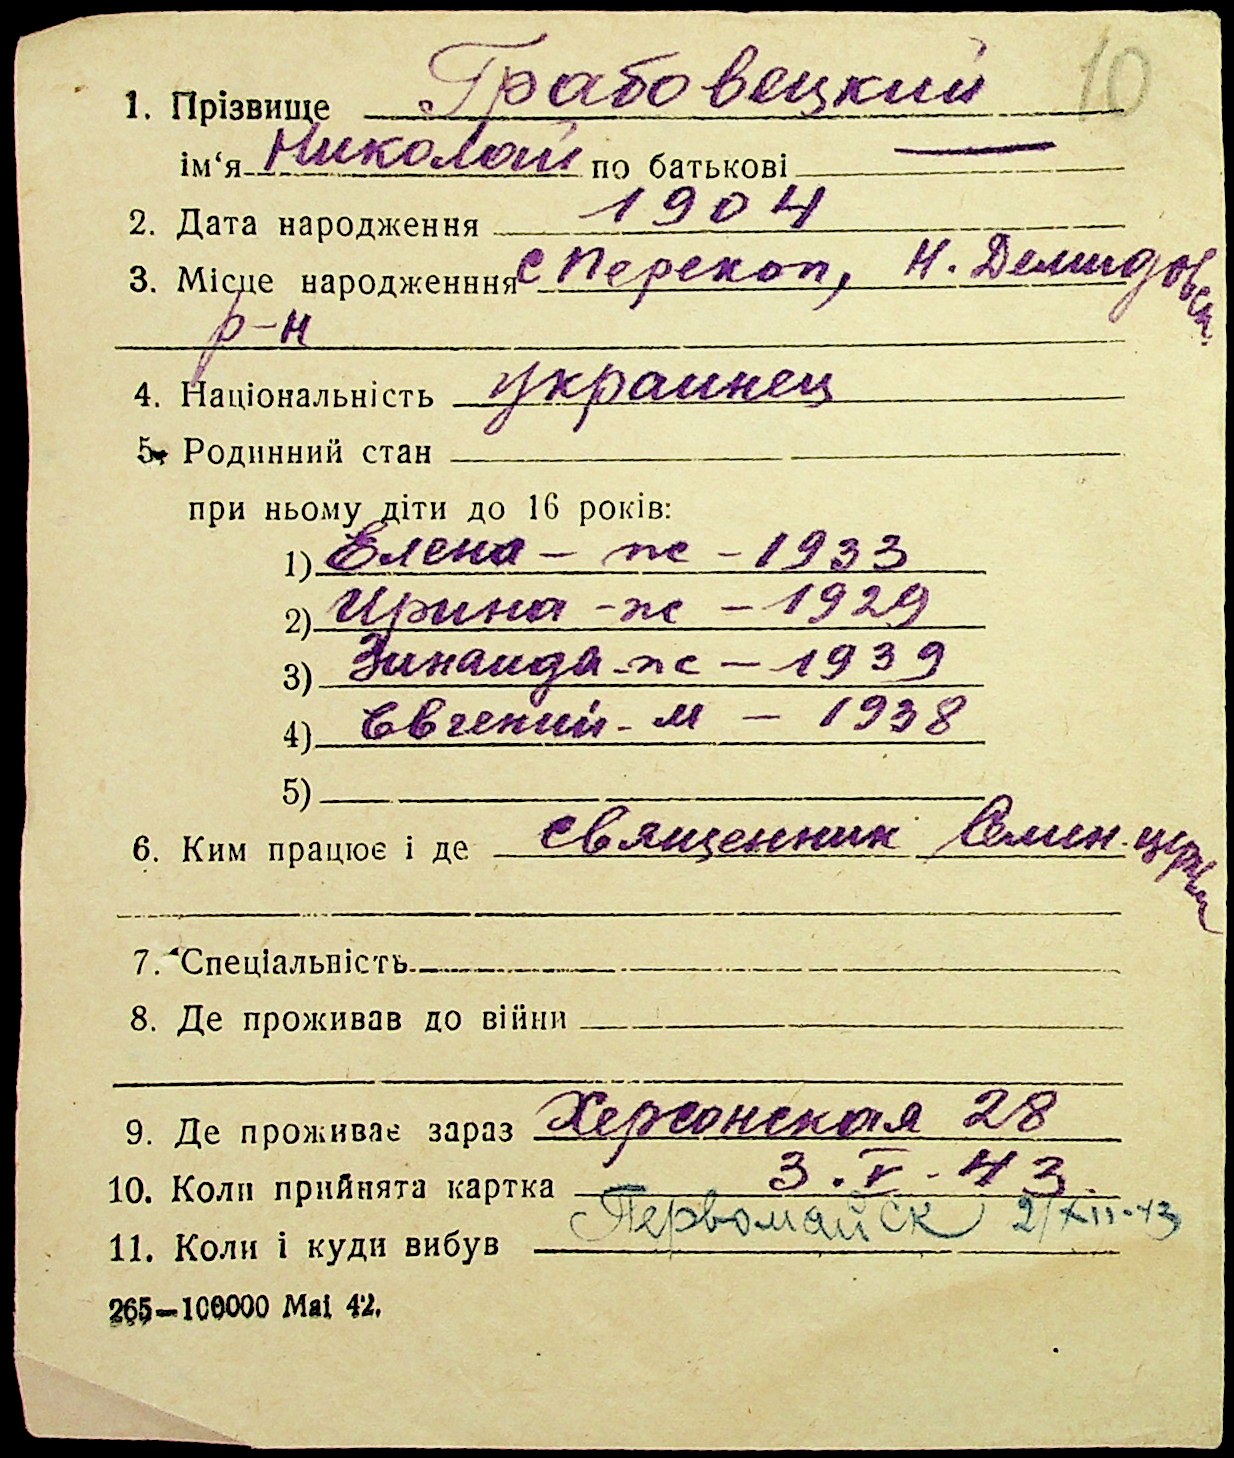 10
1. Прізвище Грабовецкий
ім‘я Николай по батькові —
2. Дата народження 1904
3. Місце народженння с Перекоп, Н. Демидовск
р-н
4. Національність украинец
5. Родинний стан
при ньому діти до 16 років:
1) Елена - ж - 1933
2) Ирина - ж - 1929
3) Зинаида - ж - 1939
4) Евгений - м - 1938
5)
6. Ким працює і де священник Семин. церкви
7. Спеціальність
8. Де проживав до війни
9. Де проживає зараз Херсонская 28
10. Коли прийнята картка 3.V.43.
11. Коли і куди вибув Первомайск 2/XII-43
265—100000 Mai 42.